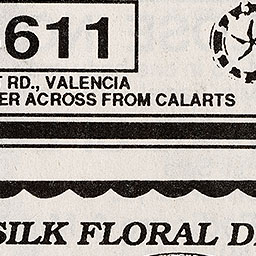 611
RD., VALENCIA
ER ACROSS FROM CALARTS
SILK FLORAL D